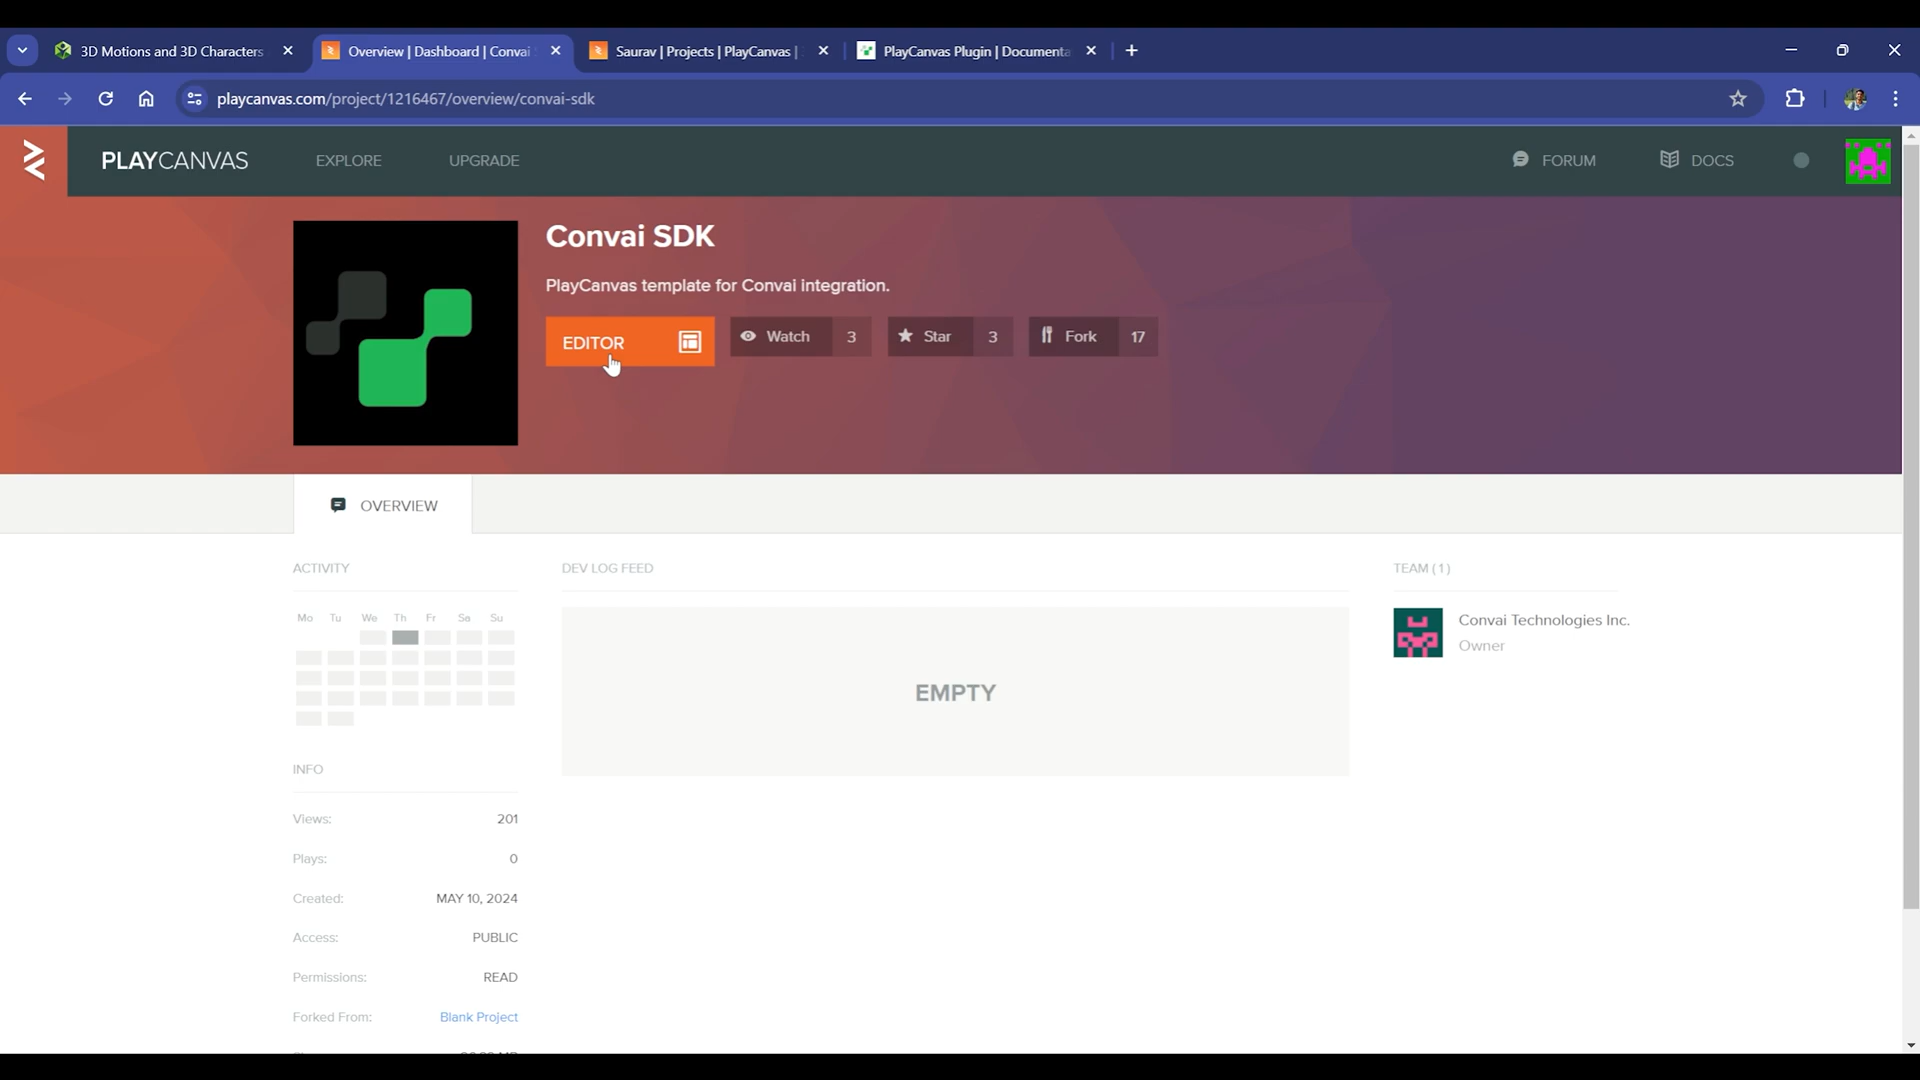 3D Motions and 3D Characters
Overview | Dashboard | Convai
Saurav | Projects | PlayCanvas |
PlayCanvas Plugin | Documenta
playcanvas.com/project/1216467/overview/convai-sdk
PLAYCANVAS
EXPLORE
UPGRADE
FORUM
DOCS
Convai SDK
PlayCanvas template for Convai integration.
EDITOR
Watch 3
Star 3
Fork 17
OVERVIEW
ACTIVITY
DEV LOG FEED
TEAM ( 1 )
Mo Tu We Th Fr Sa Su
EMPTY
Convai Technologies Inc.
Owner
INFO
Views: 201
Plays: 0
Created: MAY 10, 2024
Access: PUBLIC
Permissions: READ
Forked From: Blank Project